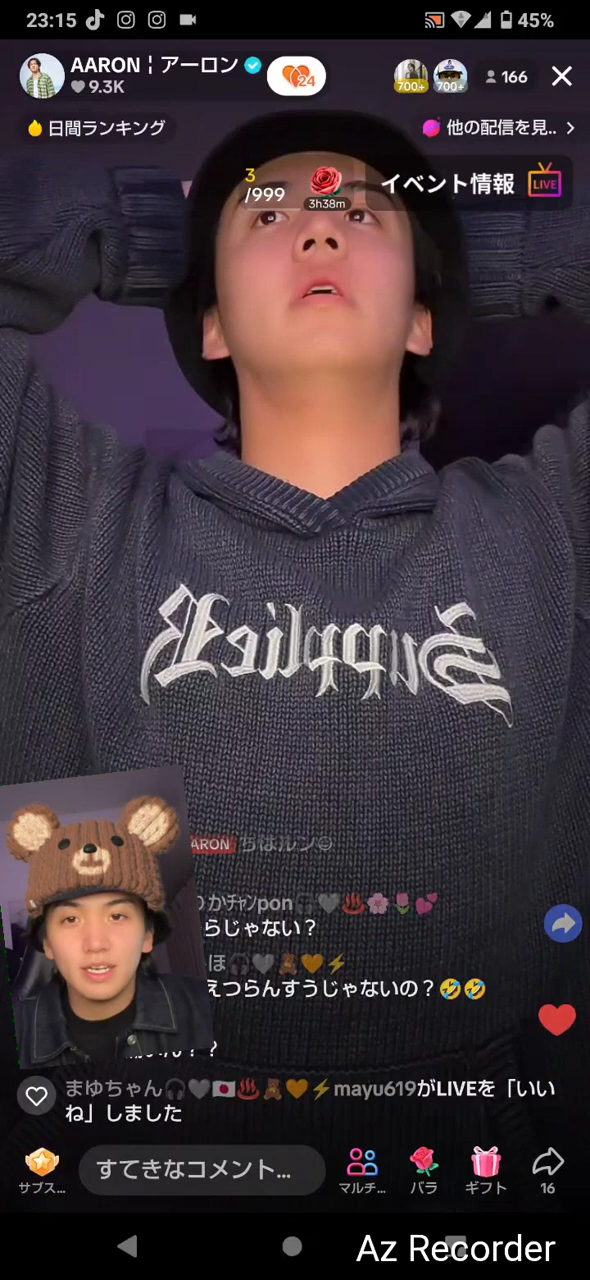 23:15
45%
AARON ¦ アーロン
9.3K
24
700+
700+
166
日間ランキング
他の配信を見..
3
/999
3h38m
イベント情報
LIVE
Supplier
ARON ちはルン☺
かチャンpon🎧🩶♨️🌸🌷💕
らじゃない？
ほ🎧🩶🧸🧡⚡
えつらんすうじゃないの？🤣🤣
？？
まゆちゃん🎧🩶🇯🇵♨️🧸🧡⚡mayu619がLIVEを「いい
ね」しました
サブス...
すてきなコメント...
マルチ...
バラ
ギフト
16
Az Recorder